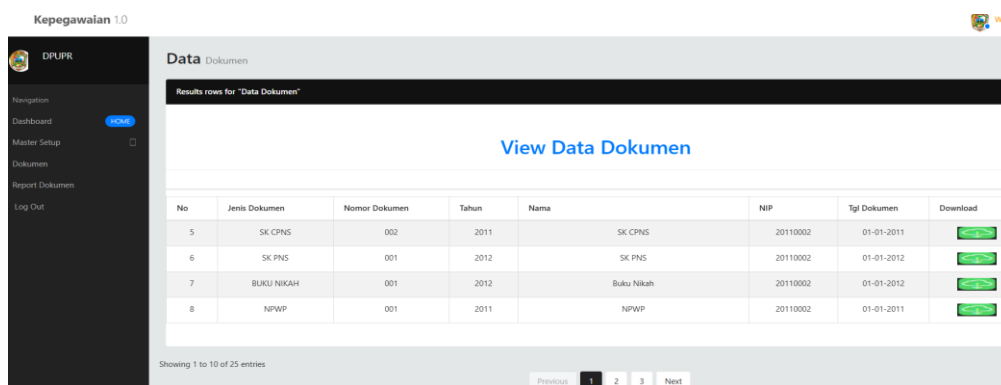 Kepegawaian 1.0
DPUPR
Navigation
Dashboard HOME
Master Setup
Dokumen
Report Dokumen
Log Out
Data Dokumen
Results rows for "Data Dokumen"
View Data Dokumen
No Jenis Dokumen Nomor Dokumen Tahun Nama NIP Tgl Dokumen Download
5 SK CPNS 002 2011 SK CPNS 20110002 01-01-2011
6 SK PNS 001 2012 SK PNS 20110002 01-01-2012
7 BUKU NIKAH 001 2012 Buku Nikah 20110002 01-01-2012
8 NPWP 001 2011 NPWP 20110002 01-01-2011
Showing 1 to 10 of 25 entries
Previous 1 2 3 Next